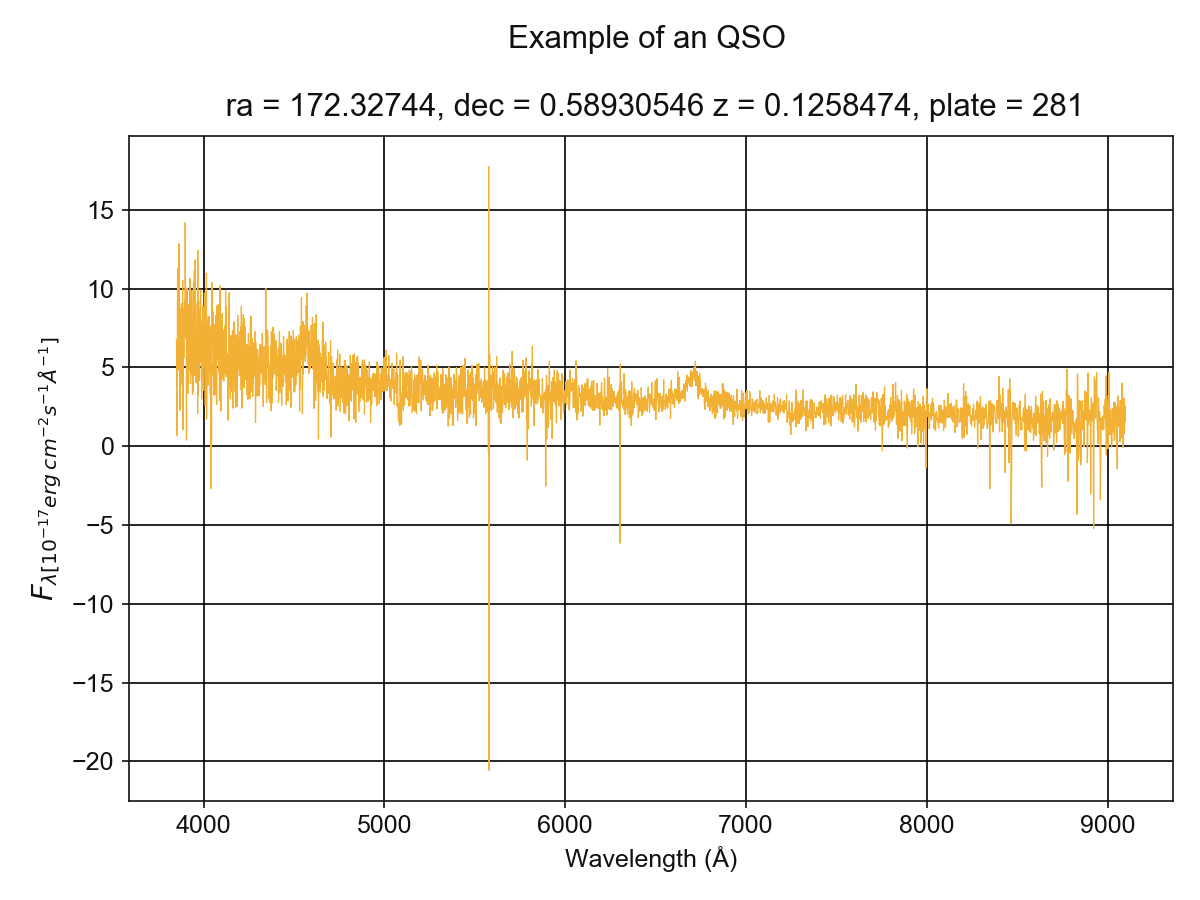 Example of an QSO
ra = 172.32744, dec = 0.58930546 z = 0.1258474, plate = 281
F_λ[10^{−17} erg cm^{−2} s^{−1} Å^{−1}]
15
10
5
0
−5
−10
−15
−20
4000 5000 6000 7000 8000 9000
Wavelength (Å)